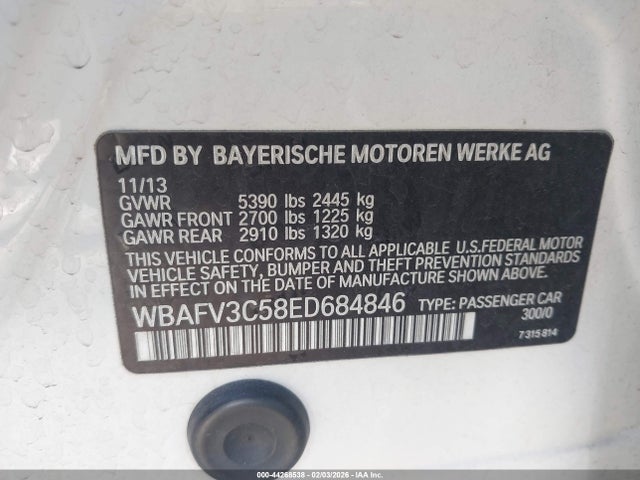 MFD BY BAYERISCHE MOTOREN WERKE AG
11/13
GVWR 5390 lbs 2445 kg
GAWR FRONT 2700 lbs 1225 kg
GAWR REAR 2910 lbs 1320 kg
THIS VEHICLE CONFORMS TO ALL APPLICABLE U.S.FEDERAL MOTOR
VEHICLE SAFETY, BUMPER AND THEFT PREVENTION STANDARDS
IN EFFECT ON THE DATE OF MANUFACTURE SHOWN ABOVE.
WBAFV3C58ED684846 TYPE: PASSENGER CAR
300/0
7315814
000-44268538 - 02/03/2026 - IAA Inc.